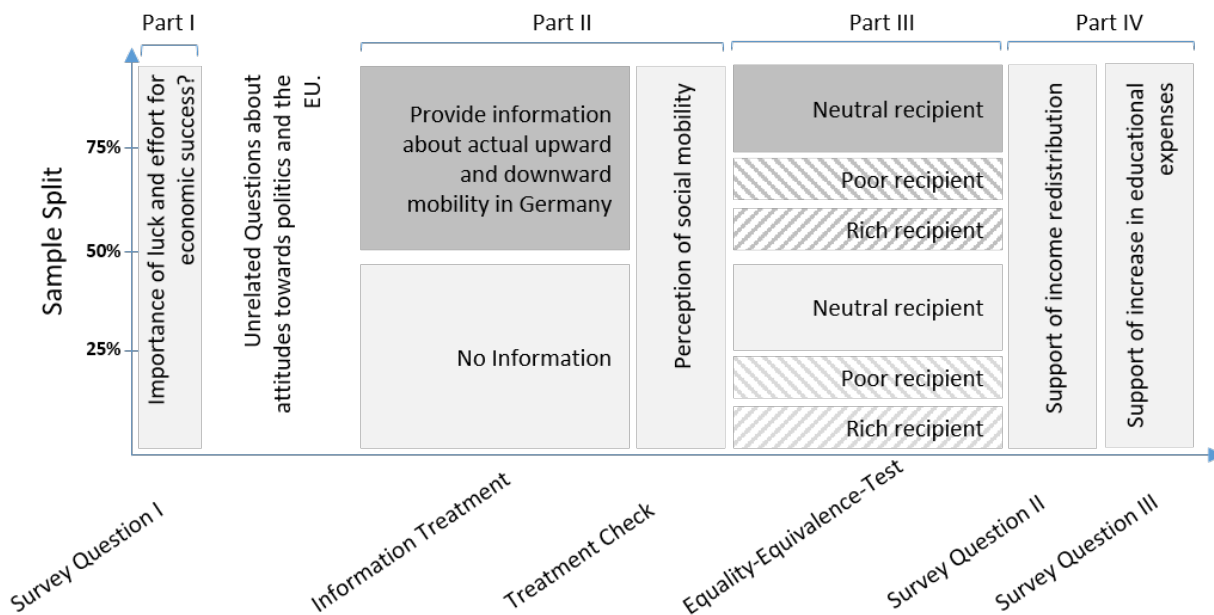 Part I
Part II
Part III
Part IV
Sample Split
75%
50%
25%
Importance of luck and effort for
economic success?
Unrelated Questions about
attitudes towards politics and the
EU.
Provide information
about actual upward
and downward
mobility in Germany
No Information
Perception of social mobility
Neutral recipient
Poor recipient
Rich recipient
Neutral recipient
Poor recipient
Rich recipient
Support of income redistribution
Support of increase in educational
expenses
Survey Question I
Information Treatment
Treatment Check
Equality-Equivalence-Test
Survey Question II
Survey Question III